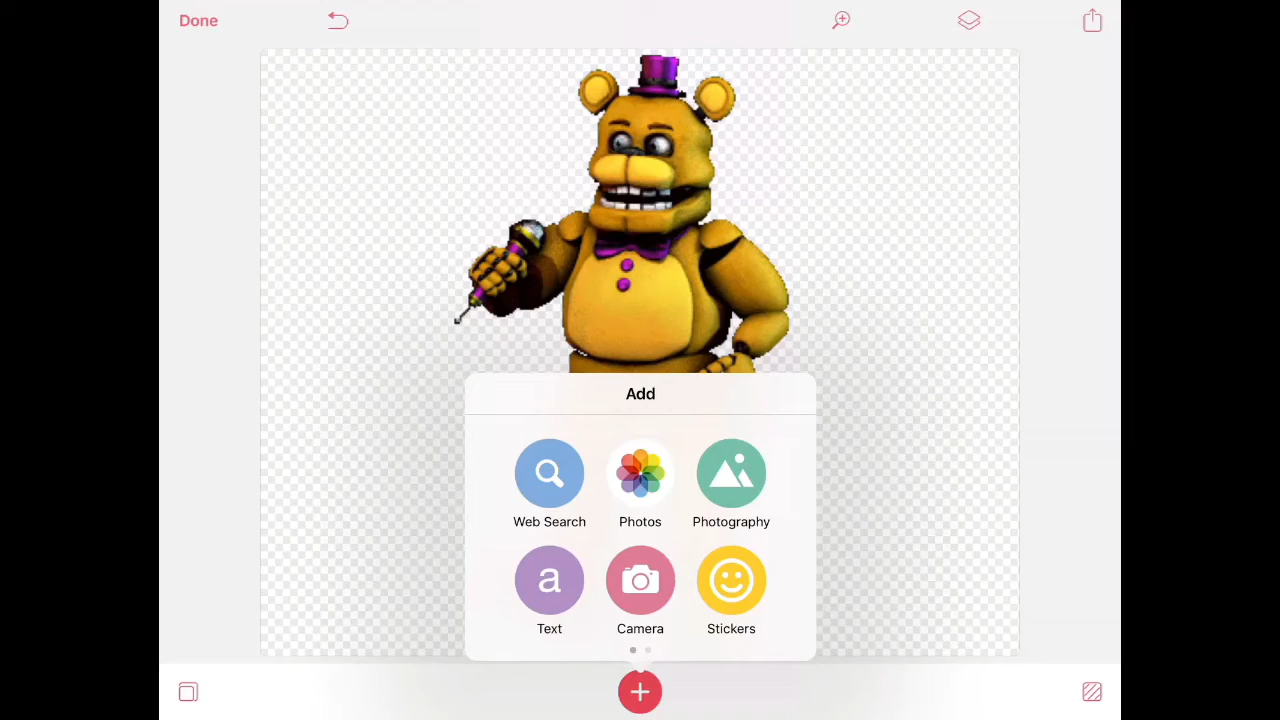 Done
Add
Web Search
Photos
Photography
a
Text
Camera
Stickers